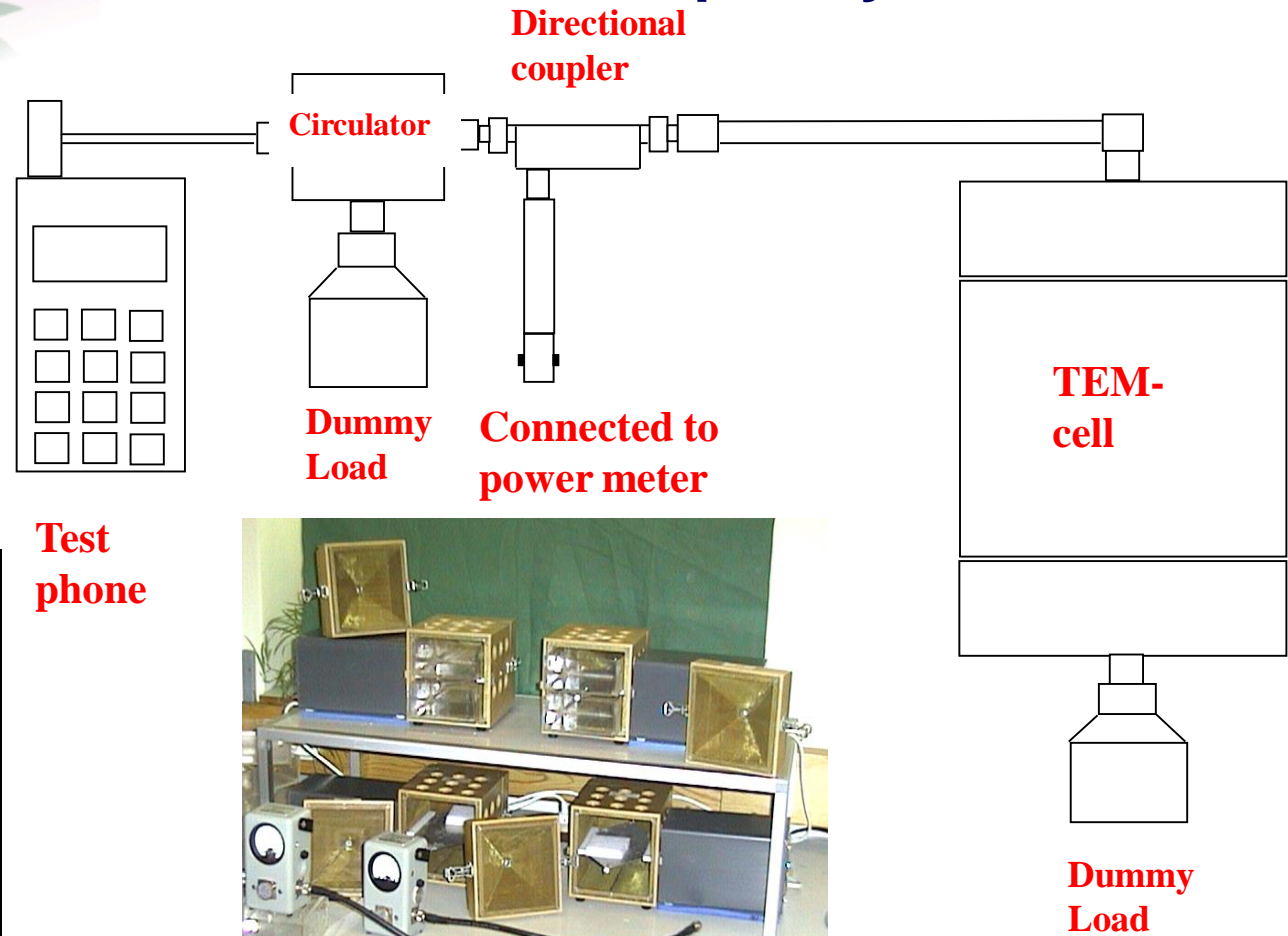 Directional
coupler
Circulator
Dummy
Load
Connected to
power meter
TEM-
cell
Test
phone
Dummy
Load